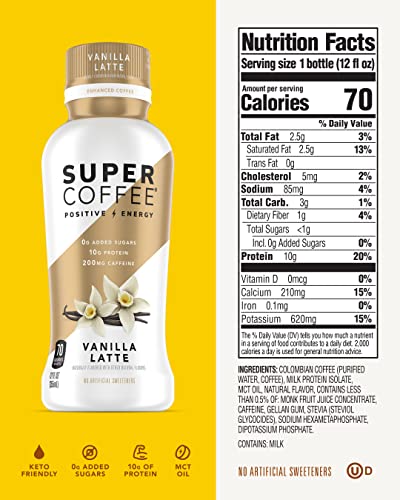 VANILLA
LATTE
ENHANCED COFFEE
SUPER
COFFEE®
POSITIVE ENERGY
0g ADDED SUGARS
10g PROTEIN
200MG CAFFEINE
VANILLA
LATTE
70
NO ARTIFICIAL SWEETENERS
KETO
FRIENDLY
0g ADDED
SUGARS
10g OF
PROTEIN
MCT
OIL
Nutrition Facts
Serving size 1 bottle (12 fl oz)
Amount per serving
Calories 70
% Daily Value
Total Fat 2.5g 3%
Saturated Fat 2.5g 13%
Trans Fat 0g
Cholesterol 5mg 2%
Sodium 85mg 4%
Total Carb. 3g 1%
Dietary Fiber 1g 4%
Total Sugars <1g
Incl. 0g Added Sugars 0%
Protein 10g 20%
Vitamin D 0mcg 0%
Calcium 210mg 15%
Iron 0.1mg 0%
Potassium 620mg 15%
The % Daily Value (DV) tells you how much a nutrient
in a serving of food contributes to a daily diet. 2,000
calories a day is used for general nutrition advice.
INGREDIENTS: COLOMBIAN COFFEE (PURIFIED
WATER, COFFEE), MILK PROTEIN ISOLATE,
MCT OIL, NATURAL FLAVOR, CONTAINS LESS
THAN 0.5% OF: MONK FRUIT JUICE CONCENTRATE,
CAFFEINE, GELLAN GUM, STEVIA (STEVIOL
GLYCOCIDES), SODIUM HEXAMETAPHOSPHATE,
DIPOTASSIUM PHOSPHATE.
CONTAINS: MILK
NO ARTIFICIAL SWEETENERS U D